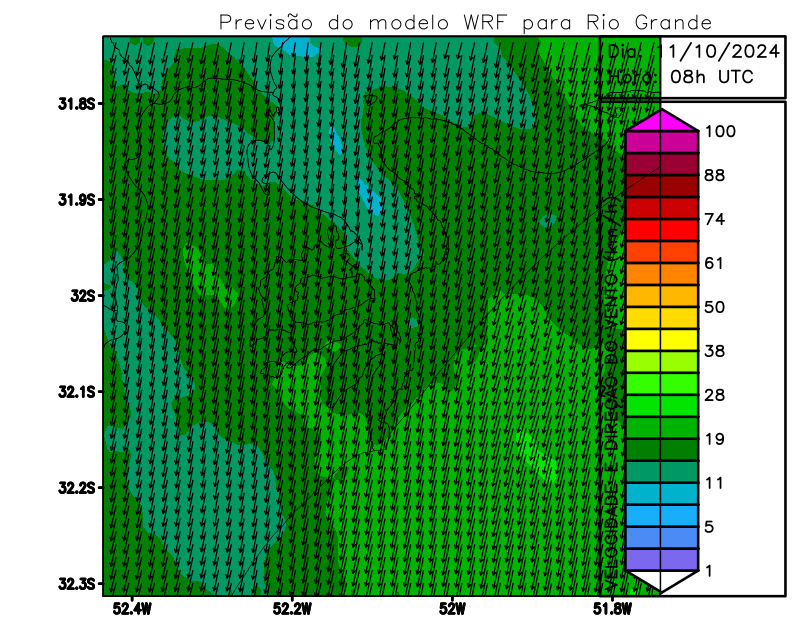 Previsão do modelo WRF para Rio Grande
Dia: 11/10/2024
Hora: 08h UTC
31.8S
31.9S
32S
32.1S
32.2S
32.3S
52.4W
52.2W
52W
51.8W
VELOCIDADE E DIREÇÃO DO VENTO (km/h)
100
88
74
61
50
38
28
19
11
5
1